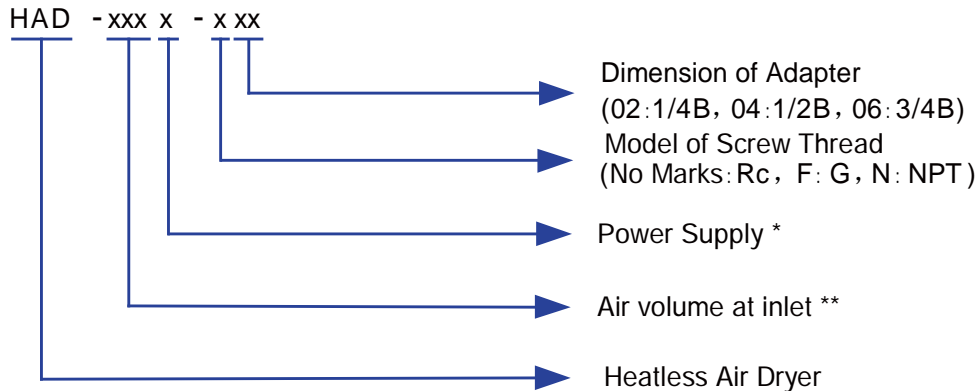 HAD -xxx x - x xx
Dimension of Adapter
(02:1/4B, 04:1/2B, 06:3/4B)
Model of Screw Thread
(No Marks:Rc, F: G, N: NPT)
Power Supply *
Air volume at inlet **
Heatless Air Dryer